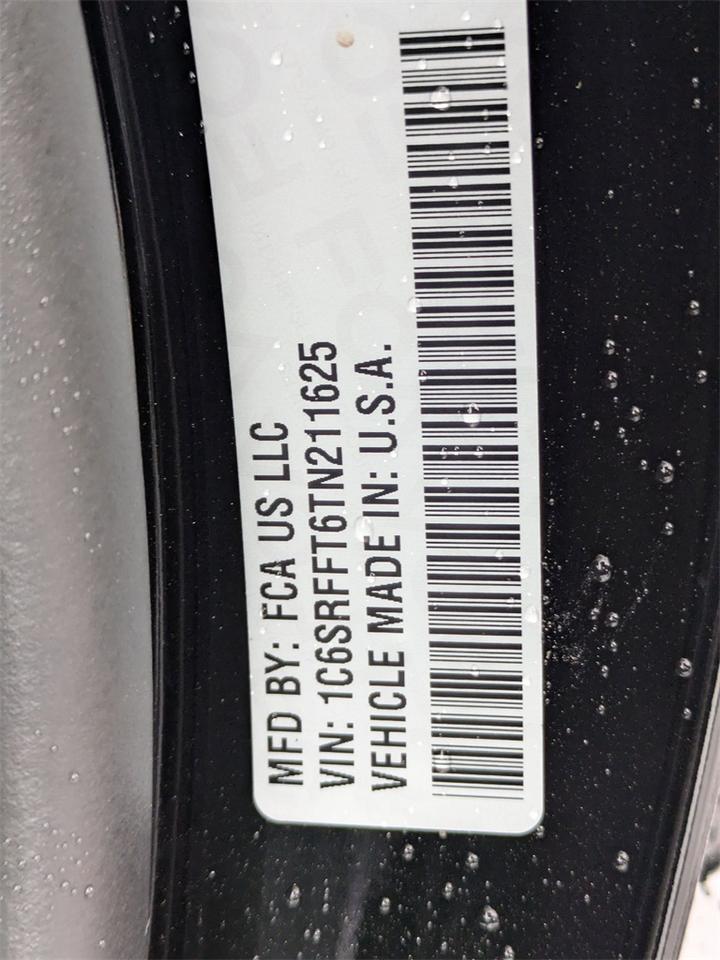 MFD BY: FCA US LLC
VIN: 1C6SRFFT6TN211625
VEHICLE MADE IN: U.S.A.